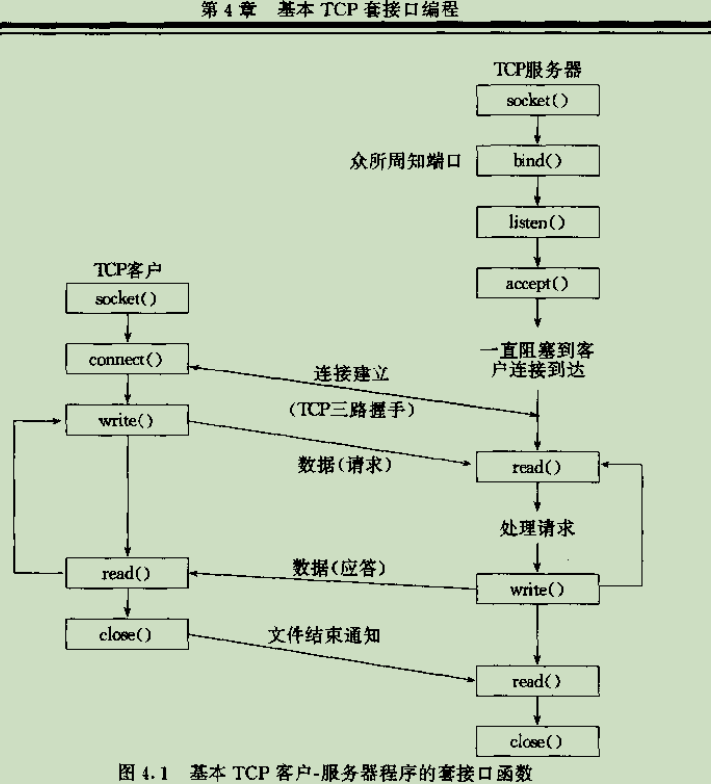 第 4 章 基本 TCP 套接口编程
TCP服务器
socket()
众所周知端口
bind()
listen()
accept()
一直阻塞到客
户连接到达
TCP客户
socket()
connect()
连接建立
(TCP三路握手)
write()
数据(请求)
read()
处理请求
read()
数据(应答)
write()
close()
文件结束通知
read()
close()
图 4.1 基本 TCP 客户-服务器程序的套接口函数